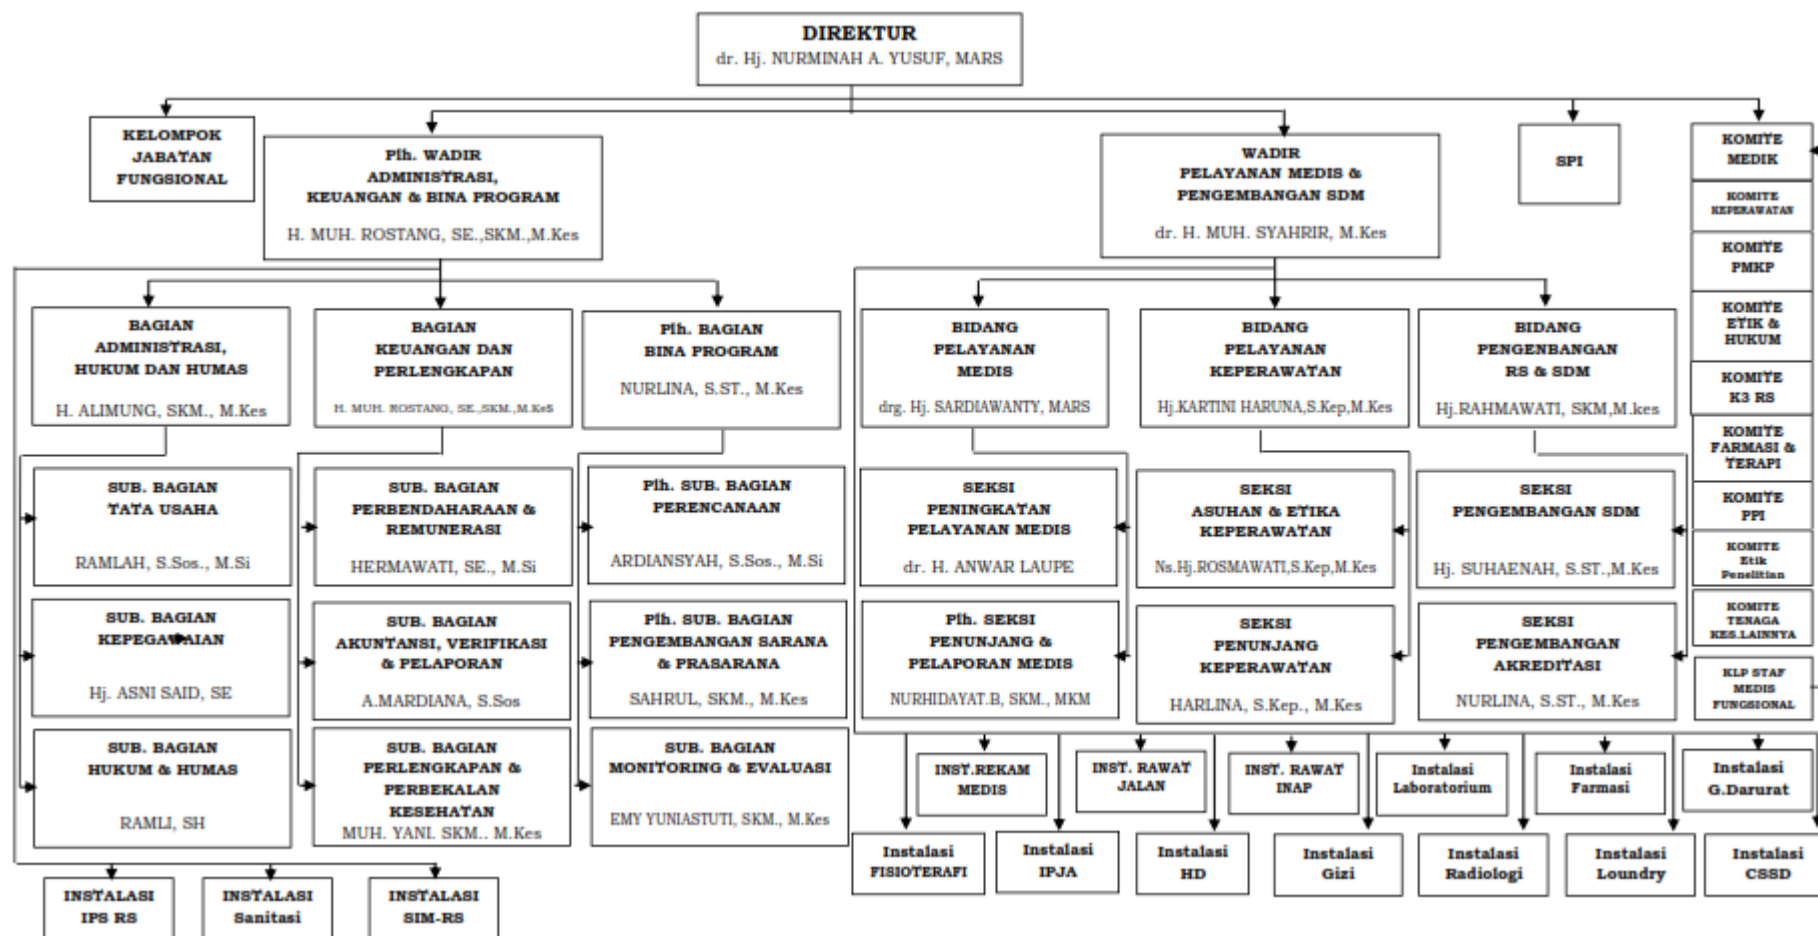 DIREKTUR
dr. Hj. NURMINAH A. YUSUF, MARS
KELOMPOK
JABATAN
FUNGSIONAL
Plh. WADIR
ADMINISTRASI,
KEUANGAN & BINA PROGRAM
H. MUH. ROSTANG, SE.,SKM.,M.Kes
WADIR
PELAYANAN MEDIS &
PENGEMBANGAN SDM
dr. H. MUH. SYAHRIR, M.Kes
SPI
KOMITE
MEDIK
KOMITE
KEPERAWATAN
KOMITE
PMKP
KOMITE
ETIK &
HUKUM
KOMITE
K3 RS
KOMITE
FARMASI &
TERAPI
KOMITE
PPI
KOMITE
Etik
Penelitian
KOMITE
TENAGA
KES.LAINNYA
KLP STAF
MEDIS
FUNGSIONAL
BAGIAN
ADMINISTRASI,
HUKUM DAN HUMAS
H. ALIMUNG, SKM., M.Kes
BAGIAN
KEUANGAN DAN
PERLENGKAPAN
H. MUH. ROSTANG, SE.,SKM.,M.KeS
Plh. BAGIAN
BINA PROGRAM
NURLINA, S.ST., M.Kes
BIDANG
PELAYANAN
MEDIS
drg. Hj. SARDIAWANTY, MARS
BIDANG
PELAYANAN
KEPERAWATAN
Hj.KARTINI HARUNA,S.Kep,M.Kes
BIDANG
PENGENBANGAN
RS & SDM
Hj.RAHMAWATI, SKM,M.kes
SUB. BAGIAN
TATA USAHA
RAMLAH, S.Sos., M.Si
SUB. BAGIAN
PERBENDAHARAAN &
REMUNERASI
HERMAWATI, SE., M.Si
Plh. SUB. BAGIAN
PERENCANAAN
ARDIANSYAH, S.Sos., M.Si
SEKSI
PENINGKATAN
PELAYANAN MEDIS
dr. H. ANWAR LAUPE
SEKSI
ASUHAN & ETIKA
KEPERAWATAN
Ns.Hj.ROSMAWATI,S.Kep,M.Kes
SEKSI
PENGEMBANGAN SDM
Hj. SUHAENAH, S.ST.,M.Kes
SUB. BAGIAN
KEPEGAWAIAN
Hj. ASNI SAID, SE
SUB. BAGIAN
AKUNTANSI, VERIFIKASI
& PELAPORAN
A.MARDIANA, S.Sos
Plh. SUB. BAGIAN
PENGEMBANGAN SARANA
& PRASARANA
SAHRUL, SKM., M.Kes
Plh. SEKSI
PENUNJANG &
PELAPORAN MEDIS
NURHIDAYAT.B, SKM., MKM
SEKSI
PENUNJANG
KEPERAWATAN
HARLINA, S.Kep., M.Kes
SEKSI
PENGEMBANGAN
AKREDITASI
NURLINA, S.ST., M.Kes
SUB. BAGIAN
HUKUM & HUMAS
RAMLI, SH
SUB. BAGIAN
PERLENGKAPAN &
PERBEKALAN
KESEHATAN
MUH. YANI. SKM.. M.Kes
SUB. BAGIAN
MONITORING & EVALUASI
EMY YUNIASTUTI, SKM., M.Kes
INST.REKAM
MEDIS
INST. RAWAT
JALAN
INST. RAWAT
INAP
Instalasi
Laboratorium
Instalasi
Farmasi
Instalasi
G.Darurat
Instalasi
FISIOTERAFI
Instalasi
IPJA
Instalasi
HD
Instalasi
Gizi
Instalasi
Radiologi
Instalasi
Loundry
Instalasi
CSSD
INSTALASI
IPS RS
INSTALASI
Sanitasi
INSTALASI
SIM-RS